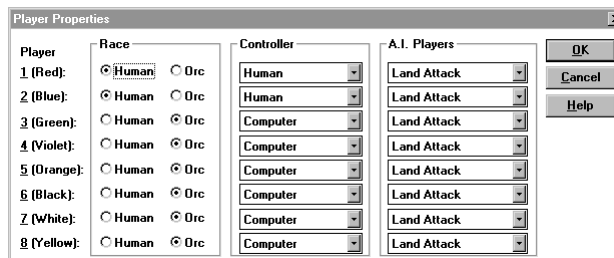 Player Properties
Player Race Controller A.I. Players OK
1 (Red): Human Orc Human Land Attack
Cancel
2 (Blue): Human Orc Human Land Attack
Help
3 (Green): Human Orc Computer Land Attack
4 (Violet): Human Orc Computer Land Attack
5 (Orange): Human Orc Computer Land Attack
6 (Black): Human Orc Computer Land Attack
7 (White): Human Orc Computer Land Attack
8 (Yellow): Human Orc Computer Land Attack